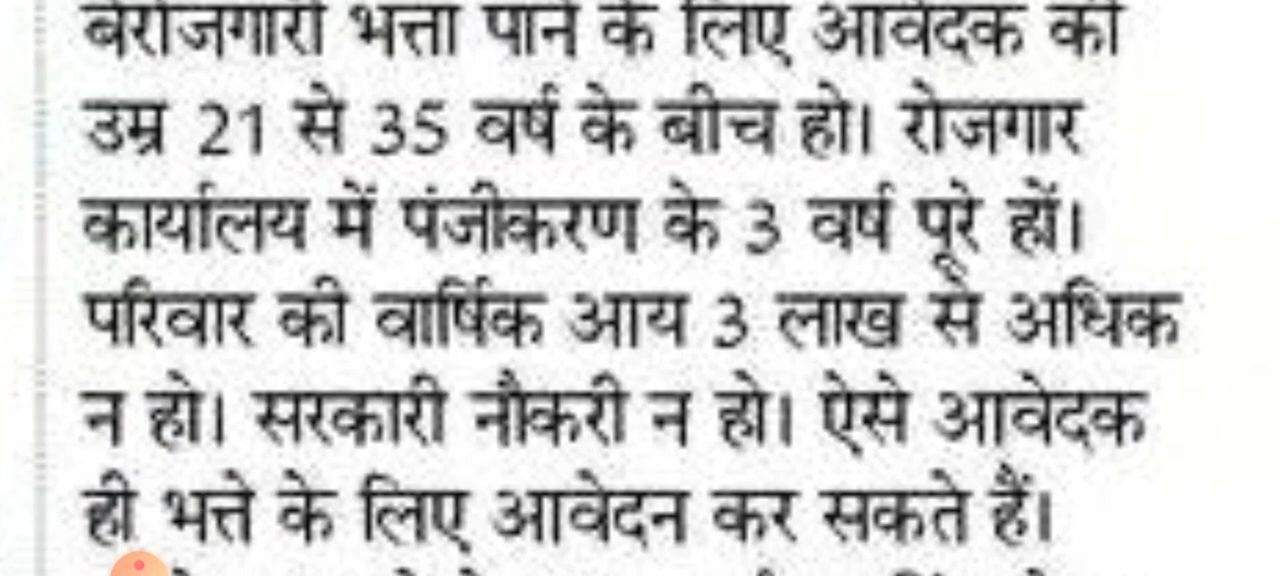 बेरोजगारी भत्ता पाने के लिए आवेदक की
उम्र 21 से 35 वर्ष के बीच हो। रोजगार
कार्यालय में पंजीकरण के 3 वर्ष पूरे हों।
परिवार की वार्षिक आय 3 लाख से अधिक
न हो। सरकारी नौकरी न हो। ऐसे आवेदक
ही भत्ते के लिए आवेदन कर सकते हैं।